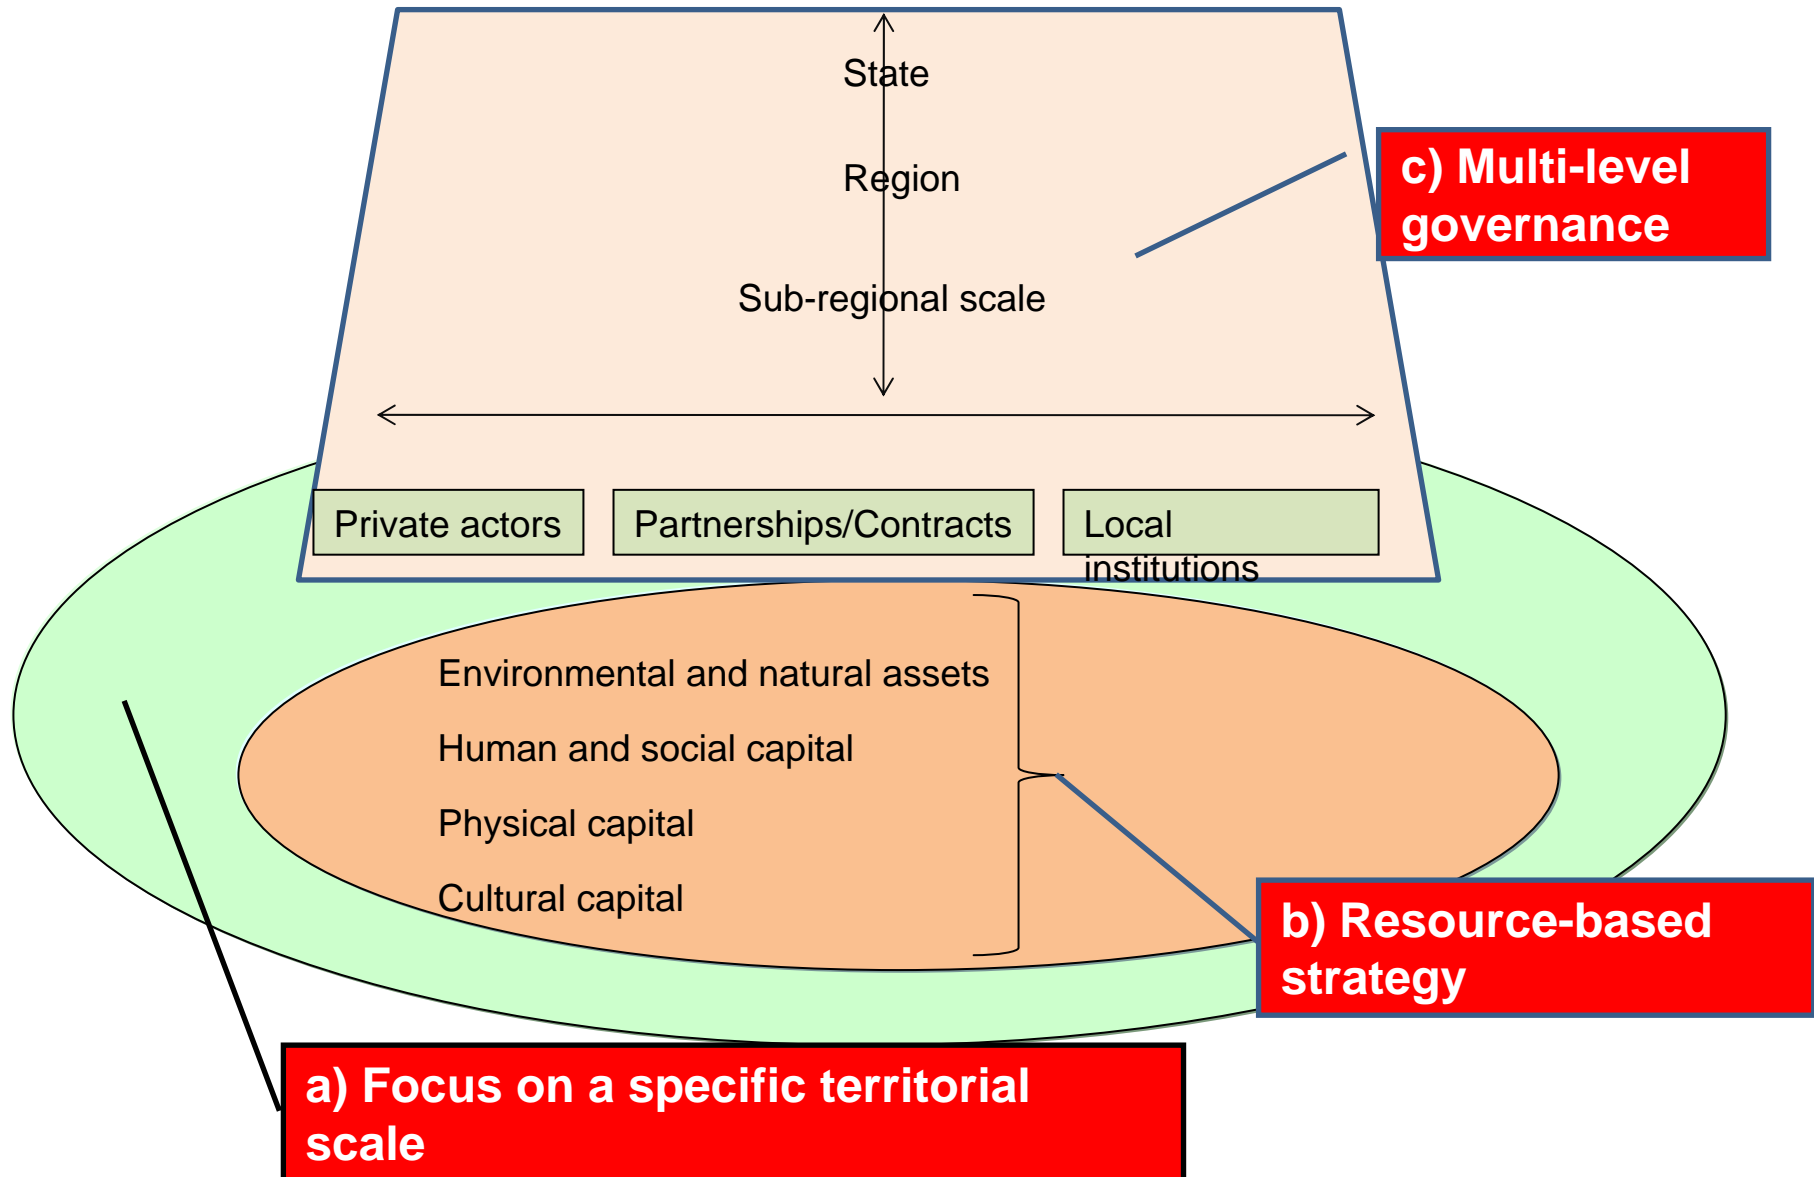 State
Region
c) Multi-level
governance
Sub-regional scale
Private actors
Partnerships/Contracts
Local
institutions
Environmental and natural assets
Human and social capital
Physical capital
Cultural capital
b) Resource-based
strategy
a) Focus on a specific territorial
scale